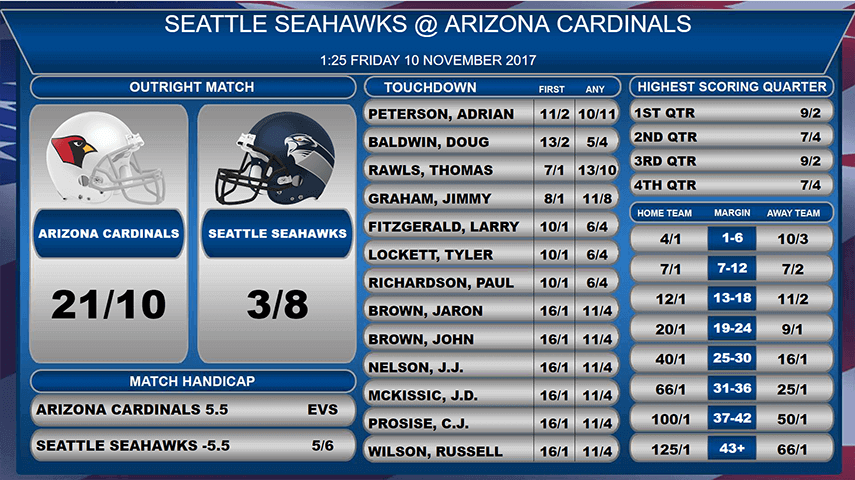 SEATTLE SEAHAWKS @ ARIZONA CARDINALS
1:25 FRIDAY 10 NOVEMBER 2017
OUTRIGHT MATCH
ARIZONA CARDINALS SEATTLE SEAHAWKS
21/10 3/8
MATCH HANDICAP
ARIZONA CARDINALS 5.5 EVS
SEATTLE SEAHAWKS -5.5 5/6
TOUCHDOWN FIRST ANY
PETERSON, ADRIAN 11/2 10/11
BALDWIN, DOUG 13/2 5/4
RAWLS, THOMAS 7/1 13/10
GRAHAM, JIMMY 8/1 11/8
FITZGERALD, LARRY 10/1 6/4
LOCKETT, TYLER 10/1 6/4
RICHARDSON, PAUL 10/1 6/4
BROWN, JARON 16/1 11/4
BROWN, JOHN 16/1 11/4
NELSON, J.J. 16/1 11/4
MCKISSIC, J.D. 16/1 11/4
PROSISE, C.J. 16/1 11/4
WILSON, RUSSELL 16/1 11/4
HIGHEST SCORING QUARTER
1ST QTR 9/2
2ND QTR 7/4
3RD QTR 9/2
4TH QTR 7/4
HOME TEAM MARGIN AWAY TEAM
4/1 1-6 10/3
7/1 7-12 7/2
12/1 13-18 11/2
20/1 19-24 9/1
40/1 25-30 16/1
66/1 31-36 25/1
100/1 37-42 50/1
125/1 43+ 66/1